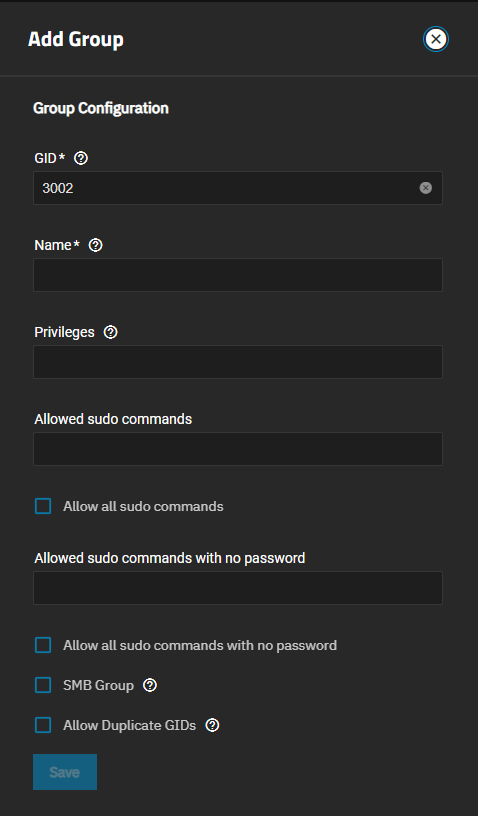 Add Group
Group Configuration
GID*
3002
Name*
Privileges
Allowed sudo commands
Allow all sudo commands
Allowed sudo commands with no password
Allow all sudo commands with no password
SMB Group
Allow Duplicate GIDs
Save